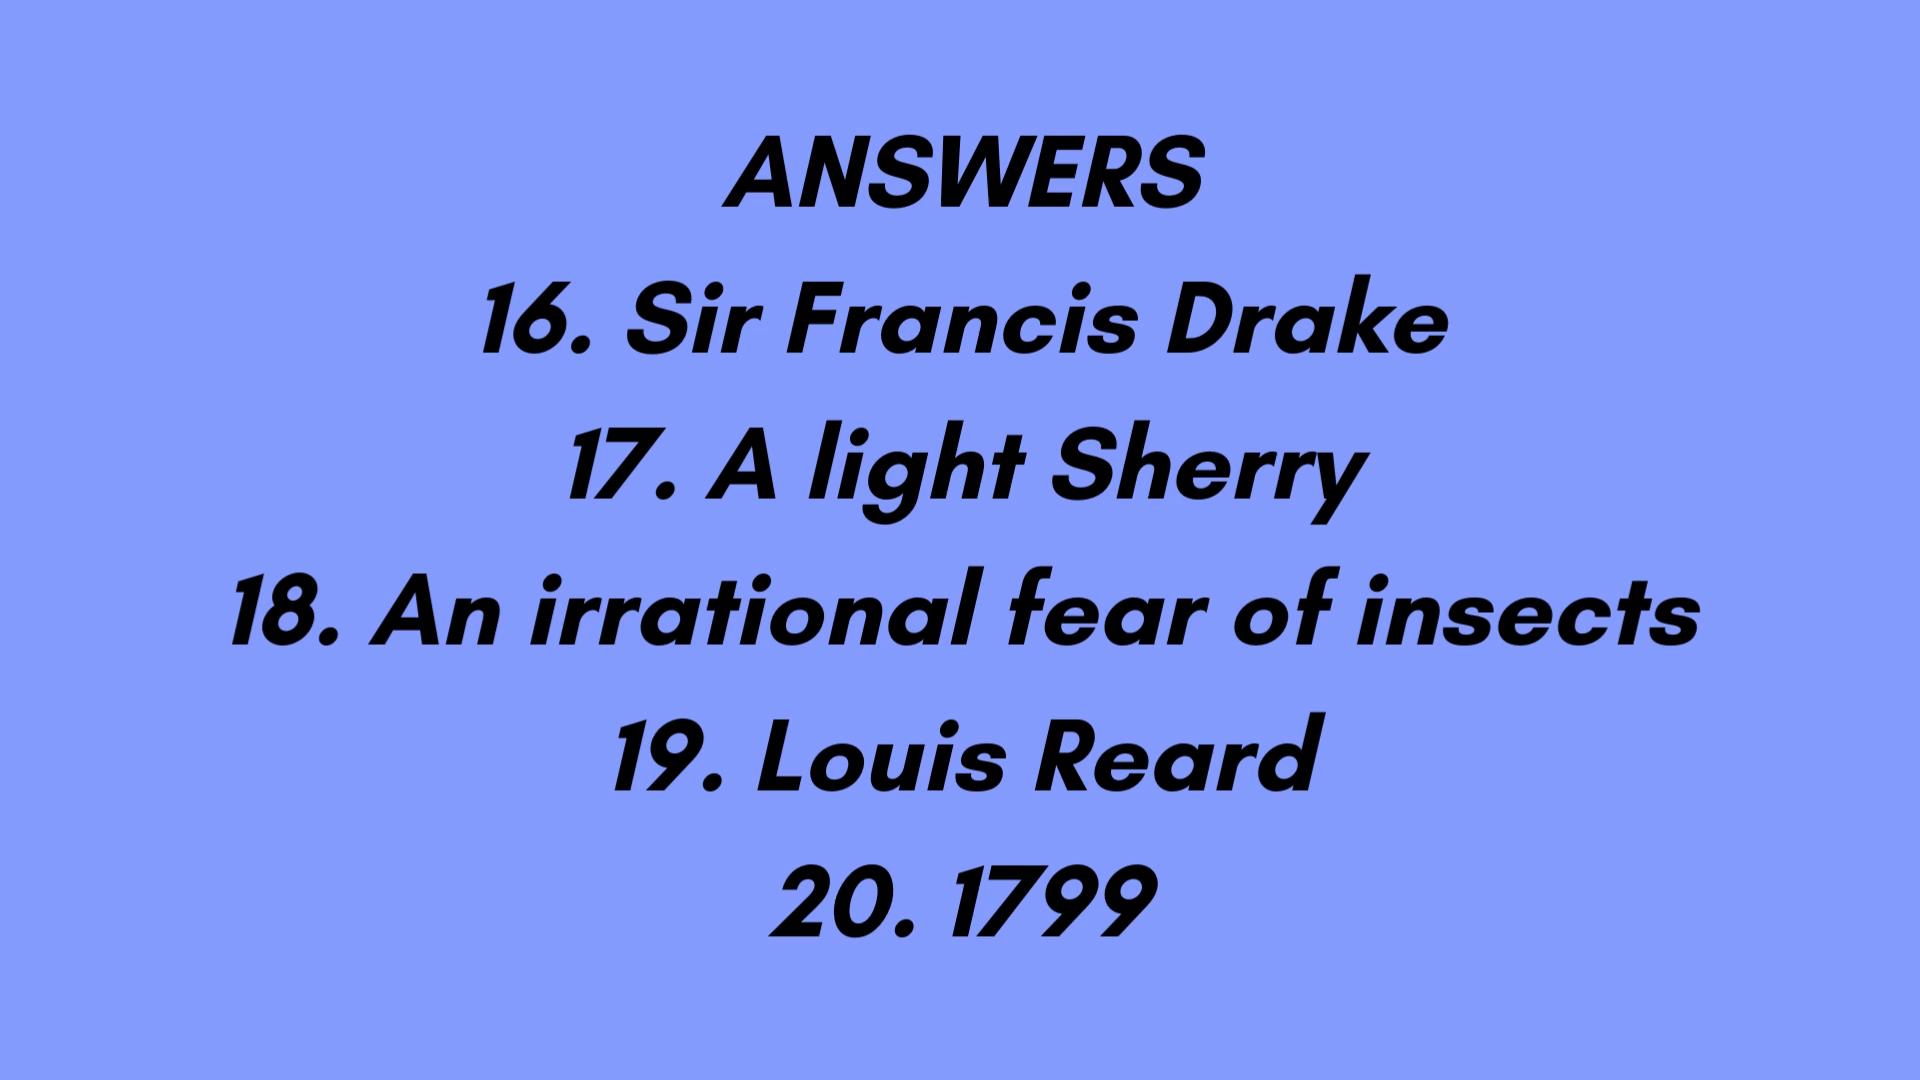 ANSWERS
16. Sir Francis Drake
17. A light Sherry
18. An irrational fear of insects
19. Louis Reard
20. 1799